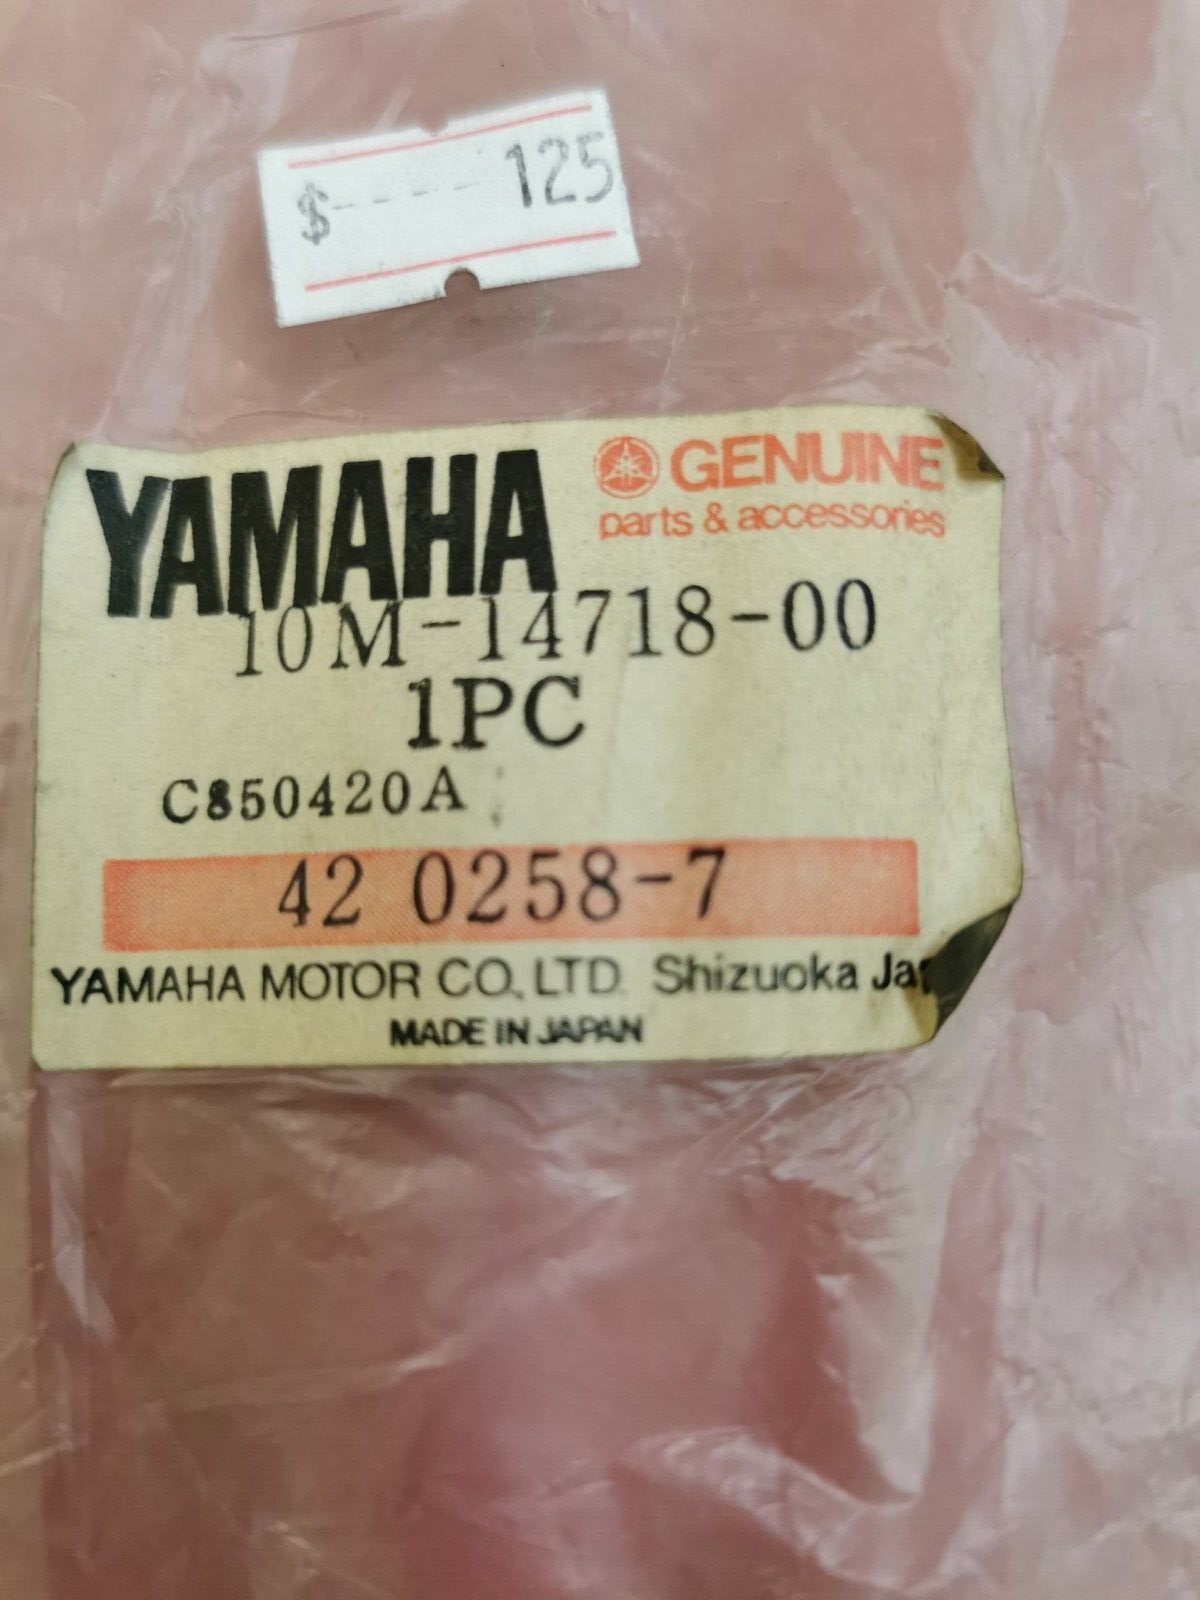 $---- 125
YAMAHA
GENUINE
parts & accessories
10M-14718-00
1PC
C850420A
42 0258-7
YAMAHA MOTOR CO., LTD. Shizuoka
MADE IN JAPAN